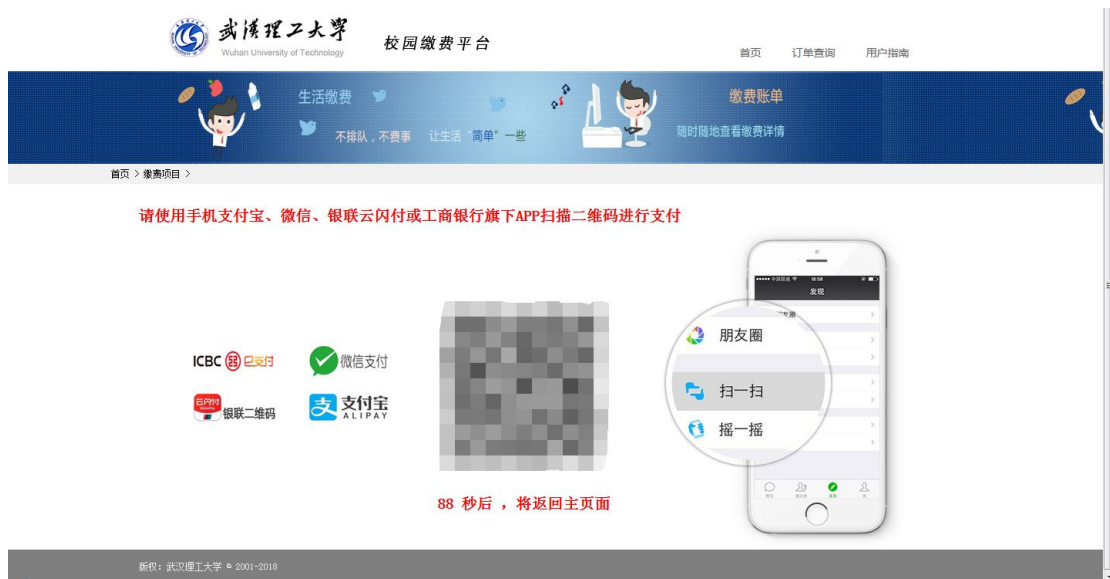 武汉理工大学
Wuhan University of Technology
校园缴费平台
首页 订单查询 用户指南
生活缴费
不排队，不费事 让生活“简单”一些
缴费账单
随时随地查看缴费详情
首页 > 缴费项目 >
请使用手机支付宝、微信、银联云闪付或工商银行旗下APP扫描二维码进行支付
发现
朋友圈
扫一扫
摇一摇
ICBC e支付
微信支付
云闪付
银联二维码
支 支付宝
ALIPAY
88 秒后 ，将返回主页面
版权：武汉理工大学 © 2001-2018